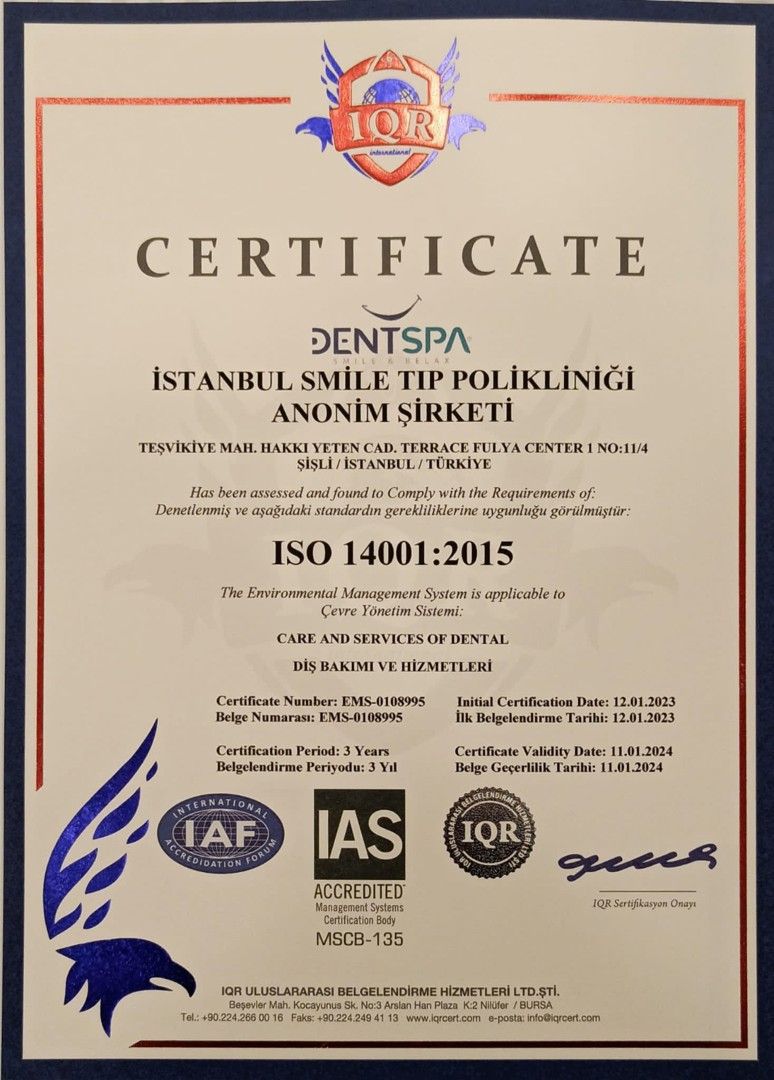 IQR
international
CERTIFICATE
DENTSPA
SMILE & RELAX
İSTANBUL SMİLE TIP POLİKLİNİĞİ
ANONİM ŞİRKETİ
TEŞVİKİYE MAH. HAKKI YETEN CAD. TERRACE FULYA CENTER 1 NO:11/4
ŞİŞLİ / İSTANBUL / TÜRKİYE
Has been assessed and found to Comply with the Requirements of:
Denetlenmiş ve aşağıdaki standardın gerekliliklerine uygunluğu görülmüştür:
ISO 14001:2015
The Environmental Management System is applicable to
Çevre Yönetim Sistemi:
CARE AND SERVICES OF DENTAL
DİŞ BAKIMI VE HİZMETLERİ
Certificate Number: EMS-0108995 Initial Certification Date: 12.01.2023
Belge Numarası: EMS-0108995 İlk Belgelendirme Tarihi: 12.01.2023
Certification Period: 3 Years Certificate Validity Date: 11.01.2024
Belgelendirme Periyodu: 3 Yıl Belge Geçerlilik Tarihi: 11.01.2024
INTERNATIONAL
IAF
ACCREDIDATION FORUM
IAS
ACCREDITED
Management Systems
Certification Body
MSCB-135
IQR ULUSLARARASI BELGELENDİRME HİZMETLERİ LTD ŞTİ
IQR
IQR Sertifikasyon Onayı
IQR ULUSLARARASI BELGELENDİRME HİZMETLERİ LTD.ŞTİ.
Beşevler Mah. Kocayunus Sk. No:3 Arslan Han Plaza K:2 Nilüfer / BURSA
Tel.: +90.224.266 00 16 Faks: +90.224.249 41 13 www.iqrcert.com e-posta: info@iqrcert.com